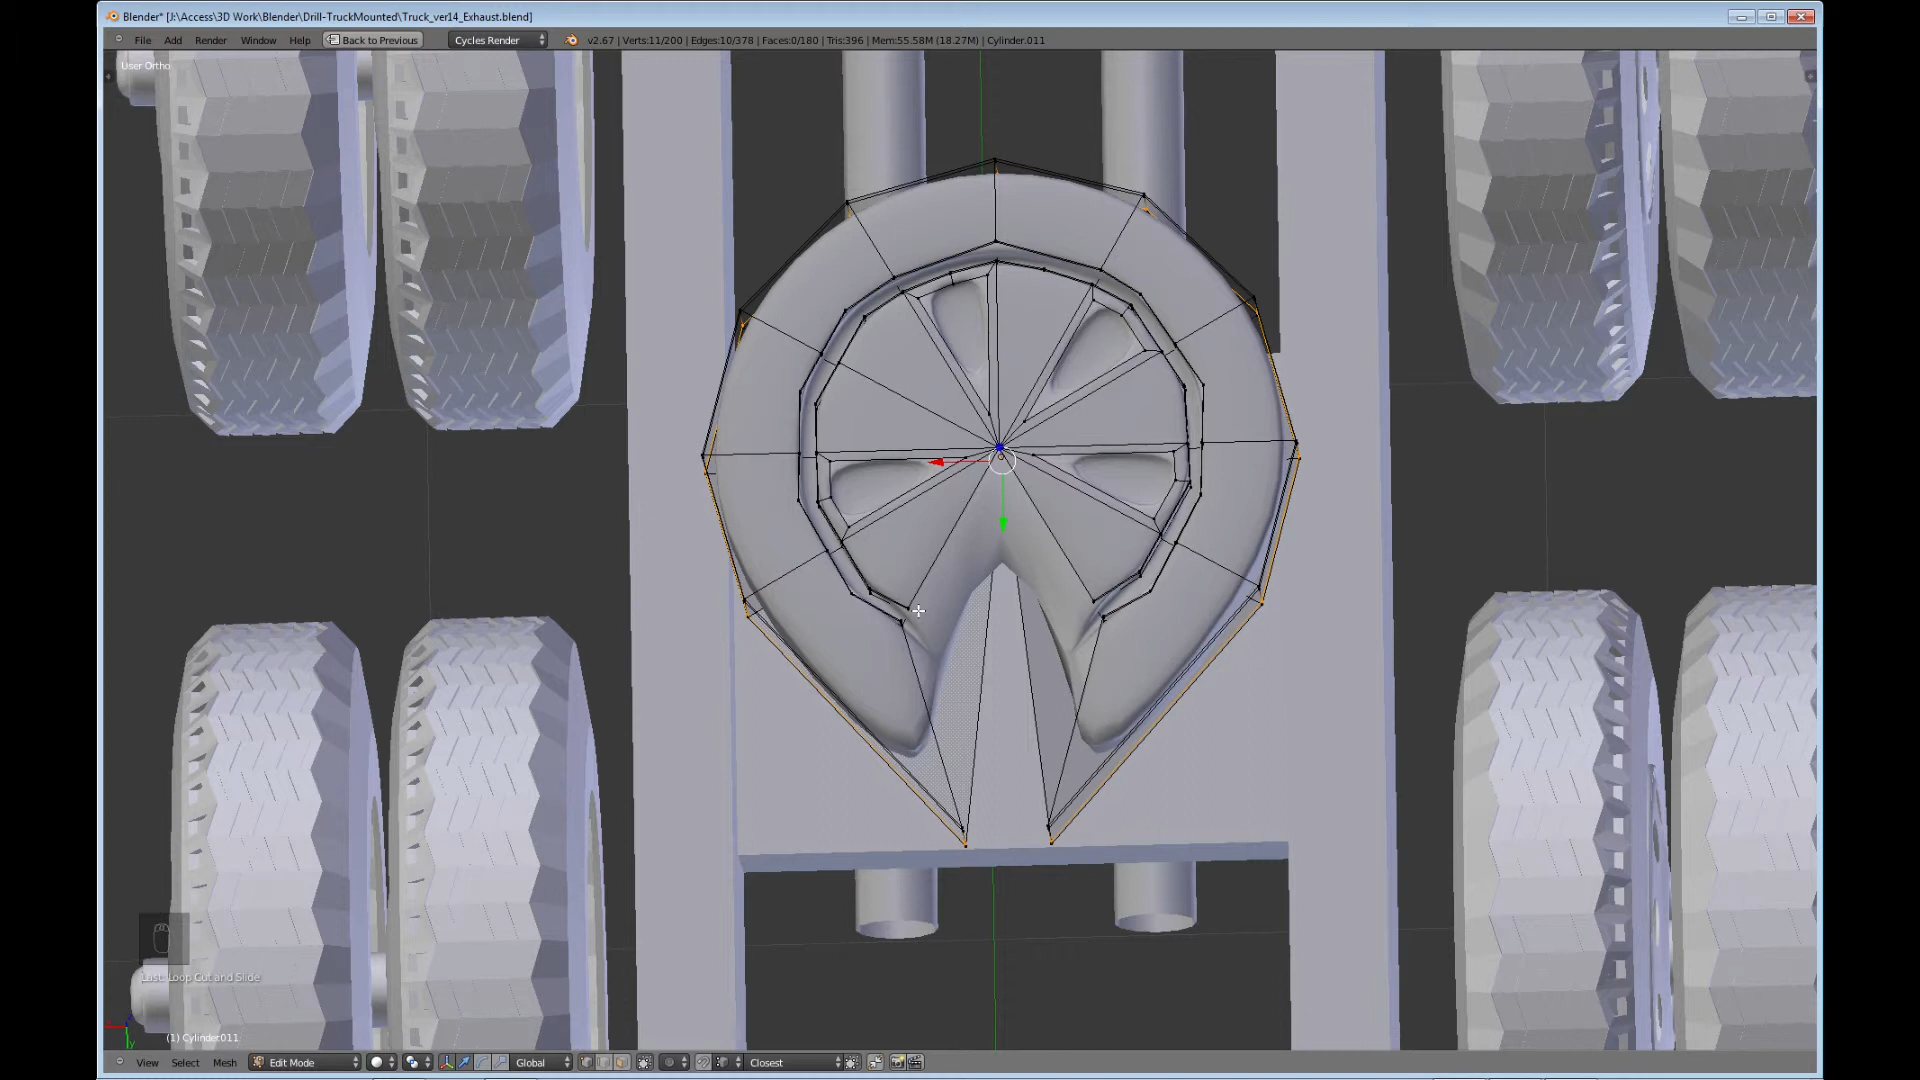 Blender* [J:\Access\3D Work\Blender\Drill-TruckMounted\Truck_ver14_Exhaust.blend]
File Add Render Window Help Back to Previous Cycles Render v2.67 | Verts:11/200 | Edges:10/378 | Faces:0/180 | Tris:396 | Mem:55.58M (18.27M) | Cylinder.011
User Ortho
Last: Loop Cut and Slide
y
(1) Cylinder.011
View Select Mesh Edit Mode Global Closest